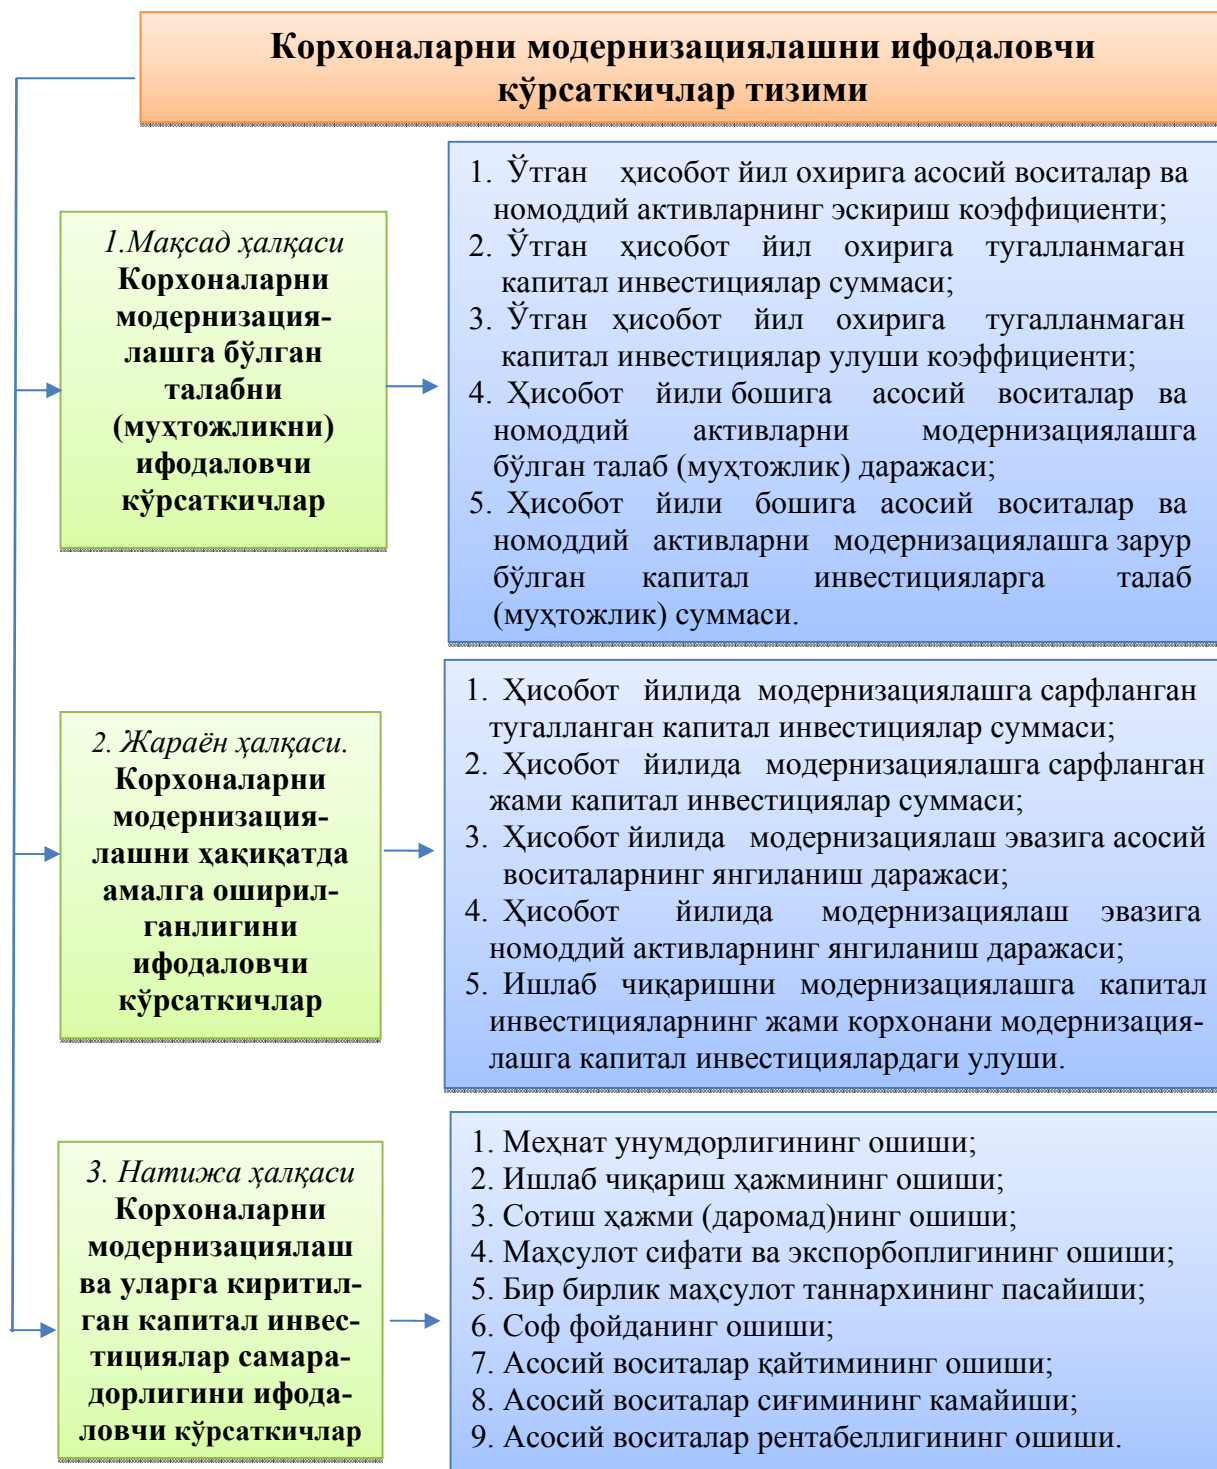 Корхоналарни модернизациялашни ифодаловчи
кўрсаткичлар тизими
1.Мақсад ҳалқаси
Корхоналарни
модернизация-
лашга бўлган
талабни
(муҳтожликни)
ифодаловчи
кўрсаткичлар
1. Ўтган ҳисобот йил охирига асосий воситалар ва
номоддий активларнинг эскириш коэффициенти;
2. Ўтган ҳисобот йил охирига тугалланмаган
капитал инвестициялар суммаси;
3. Ўтган ҳисобот йил охирига тугалланмаган
капитал инвестициялар улуши коэффициенти;
4. Ҳисобот йили бошига асосий воситалар ва
номоддий активларни модернизациялашга
бўлган талаб (муҳтожлик) даражаси;
5. Ҳисобот йили бошига асосий воситалар ва
номоддий активларни модернизациялашга зарур
бўлган капитал инвестицияларга талаб
(муҳтожлик) суммаси.
2. Жараён ҳалқаси.
Корхоналарни
модернизация-
лашни ҳақиқатда
амалга оширил-
ганлигини
ифодаловчи
кўрсаткичлар
1. Ҳисобот йилида модернизациялашга сарфланган
тугалланган капитал инвестициялар суммаси;
2. Ҳисобот йилида модернизациялашга сарфланган
жами капитал инвестициялар суммаси;
3. Ҳисобот йилида модернизациялаш эвазига асосий
воситаларнинг янгиланиш даражаси;
4. Ҳисобот йилида модернизациялаш эвазига
номоддий активларнинг янгиланиш даражаси;
5. Ишлаб чиқаришни модернизациялашга капитал
инвестицияларнинг жами корхонани модернизация-
лашга капитал инвестициялардаги улуши.
3. Натижа ҳалқаси
Корхоналарни
модернизациялаш
ва уларга киритил-
ган капитал инвес-
тициялар самара-
дорлигини ифода-
ловчи кўрсаткичлар
1. Меҳнат унумдорлигининг ошиши;
2. Ишлаб чиқариш ҳажмининг ошиши;
3. Сотиш ҳажми (даромад)нинг ошиши;
4. Маҳсулот сифати ва экспорбоплигининг ошиши;
5. Бир бирлик маҳсулот таннархининг пасайиши;
6. Соф фойданинг ошиши;
7. Асосий воситалар қайтимининг ошиши;
8. Асосий воситалар сиғимининг камайиши;
9. Асосий воситалар рентабеллигининг ошиши.